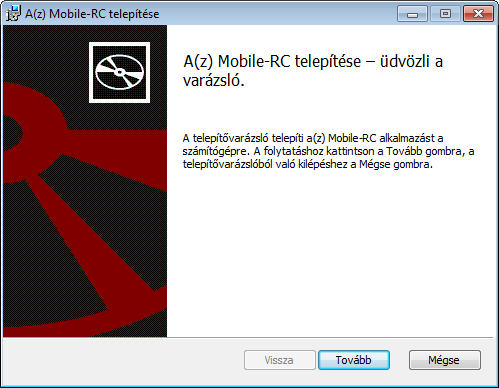 A(z) Mobile-RC telepítése
A(z) Mobile-RC telepítése – üdvözli a
varázsló.
A telepítővarázsló telepíti a(z) Mobile-RC alkalmazást a
számítógépre. A folytatáshoz kattintson a Tovább gombra, a
telepítővarázslóból való kilépéshez a Mégse gombra.
Vissza
Tovább
Mégse